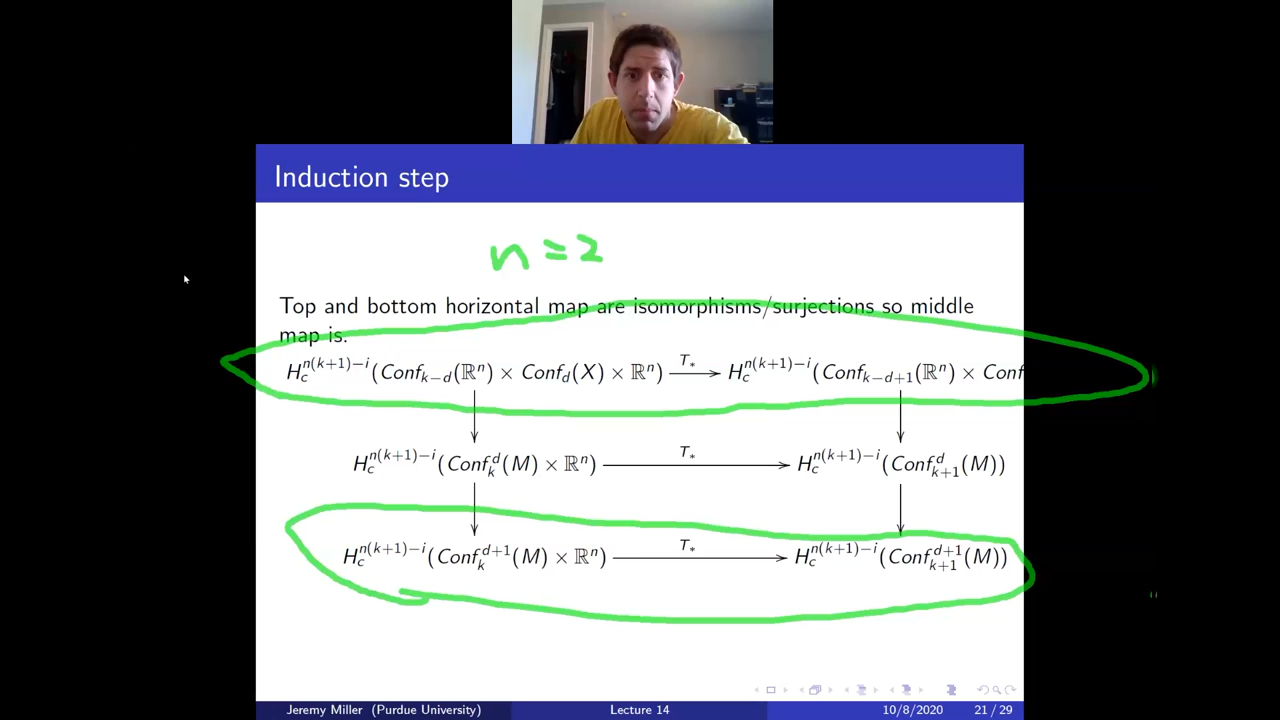 Induction step
n = 2
Top and bottom horizontal map are isomorphisms/surjections so middle
map is.
H_c^{n(k+1)−i}(Conf_{k−d}(ℝ^n) × Conf_d(X) × ℝ^n) —T_*→ H_c^{n(k+1)−i}(Conf_{k−d+1}(ℝ^n) × Conf
H_c^{n(k+1)−i}(Conf_k^d(M) × ℝ^n) —T_*→ H_c^{n(k+1)−i}(Conf_{k+1}^d(M))
H_c^{n(k+1)−i}(Conf_k^{d+1}(M) × ℝ^n) —T_*→ H_c^{n(k+1)−i}(Conf_{k+1}^{d+1}(M))
Jeremy Miller (Purdue University) Lecture 14 10/8/2020 21 / 29